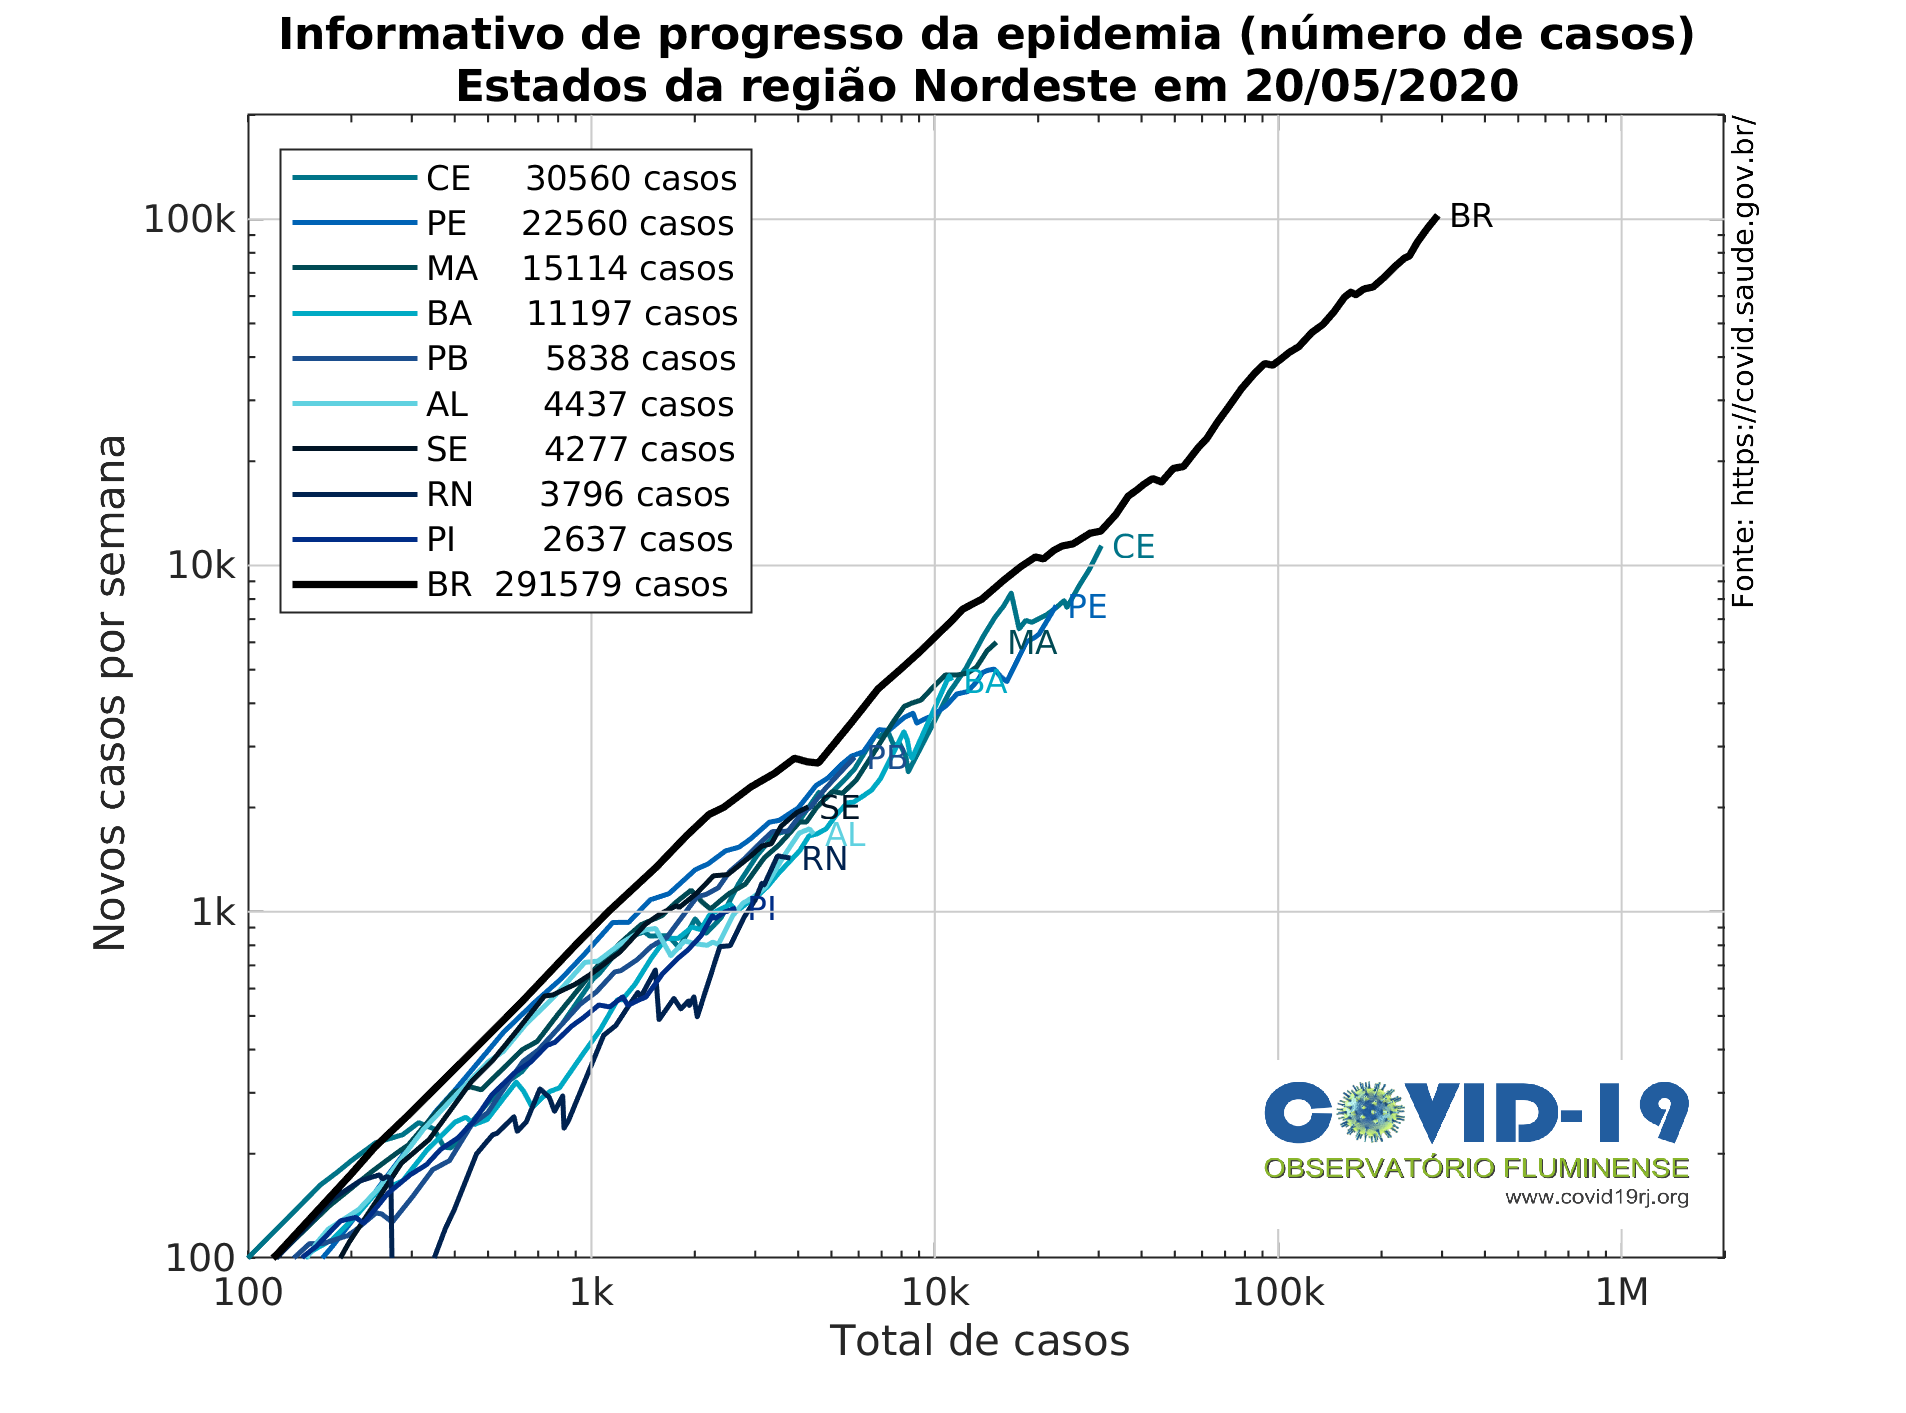 Informativo de progresso da epidemia (número de casos)
Estados da região Nordeste em 20/05/2020
CE 30560 casos
PE 22560 casos
MA 15114 casos
BA 11197 casos
PB 5838 casos
AL 4437 casos
SE 4277 casos
RN 3796 casos
PI 2637 casos
BR 291579 casos
100k
10k
1k
100
Novos casos por semana
BR
CE
PE
MA
BA
PB
SE
AL
RN
PI
Fonte: https://covid.saude.gov.br/
COVID-19
OBSERVATÓRIO FLUMINENSE
www.covid19rj.org
100 1k 10k 100k 1M
Total de casos